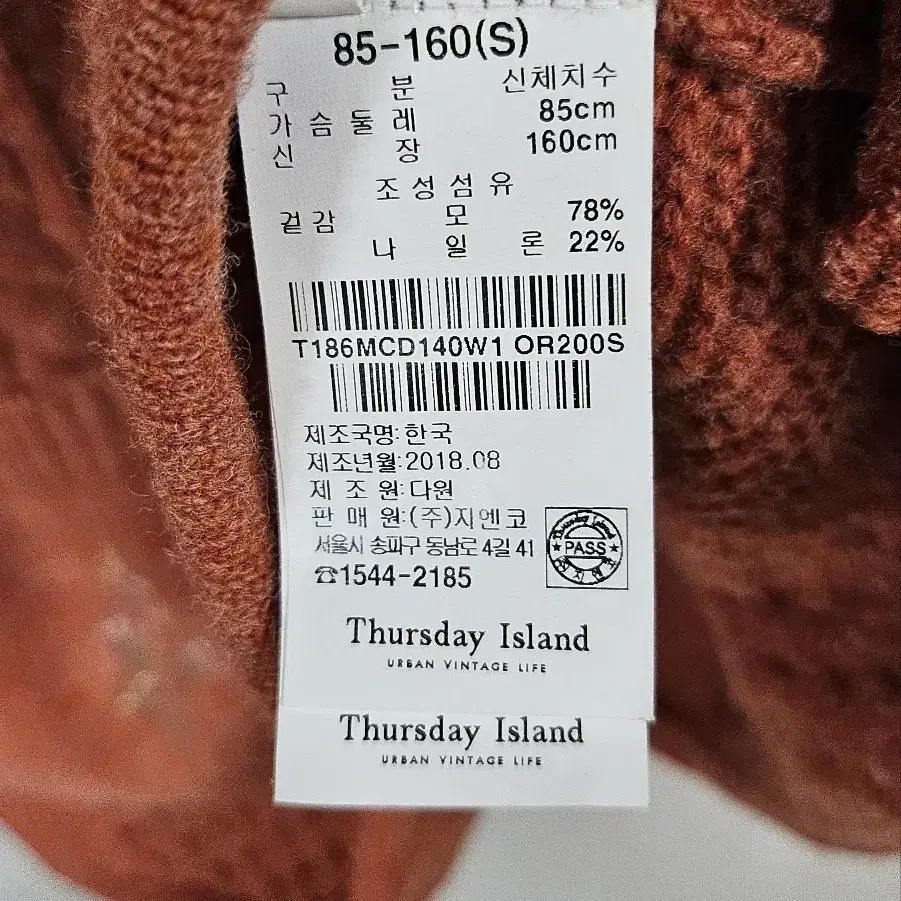 85-160(S)
구 분 신체치수
가 슴 둘 레 85cm
신 장 160cm
조 성 섬 유
겉 감 모 78%
나 일 론 22%
T186MCD140W1 OR200S
제조국명:한국
제조년월:2018.08
제 조 원:다원
판 매 원:(주)지엔코
서울시 송파구 동남로 4길 41
☎1544-2185
Thursday Island
PASS
Thursday Island
URBAN VINTAGE LIFE
Thursday Island
URBAN VINTAGE LIFE